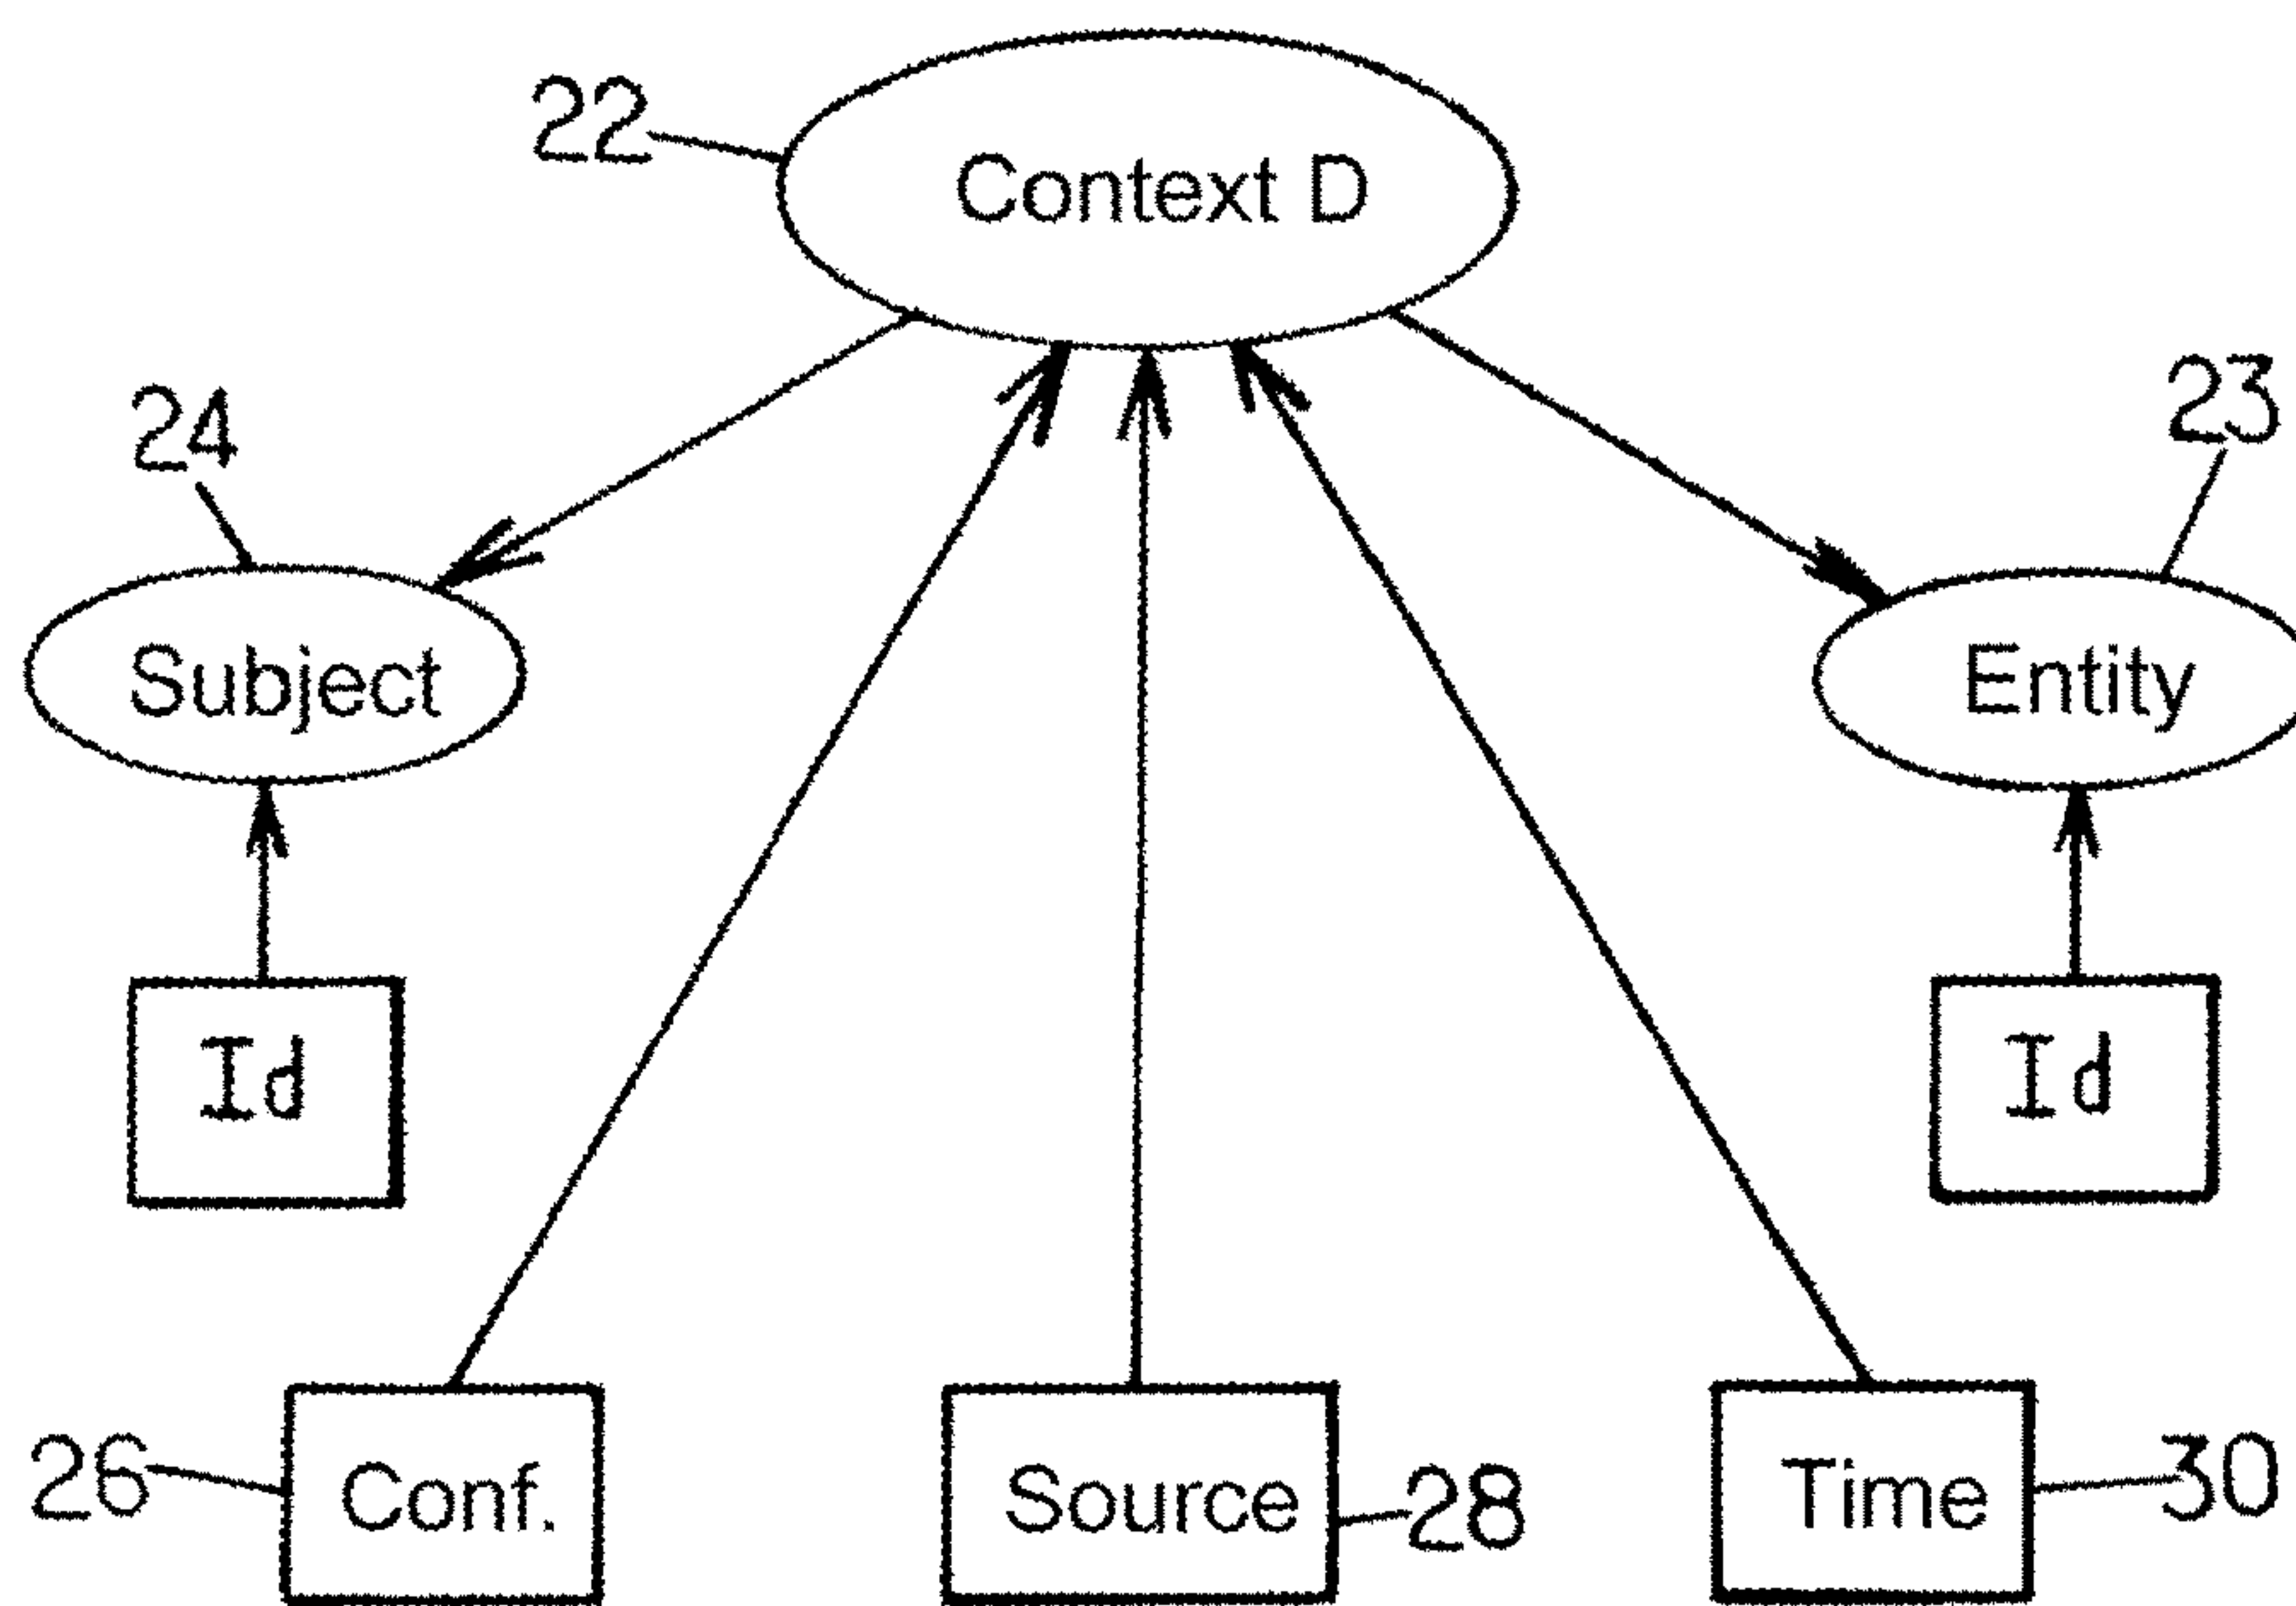 22
Context D
24
23
Subject
Entity
Id
Id
26
Conf.
Source
28
Time
30